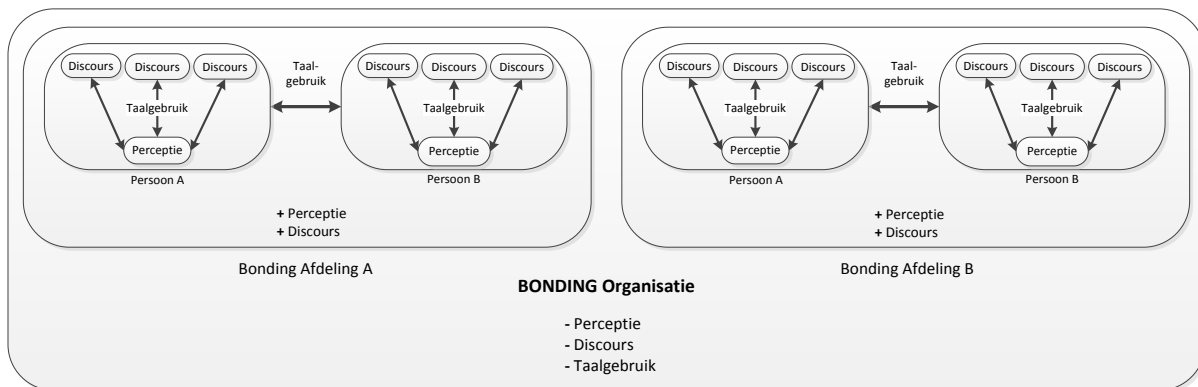 Discours Discours Discours
Taalgebruik
Perceptie
Persoon A
Taal-
gebruik
Discours Discours Discours
Taalgebruik
Perceptie
Persoon B
+ Perceptie
+ Discours
Bonding Afdeling A
Discours Discours Discours
Taalgebruik
Perceptie
Persoon A
Taal-
gebruik
Discours Discours Discours
Taalgebruik
Perceptie
Persoon B
+ Perceptie
+ Discours
Bonding Afdeling B
BONDING Organisatie
- Perceptie
- Discours
- Taalgebruik